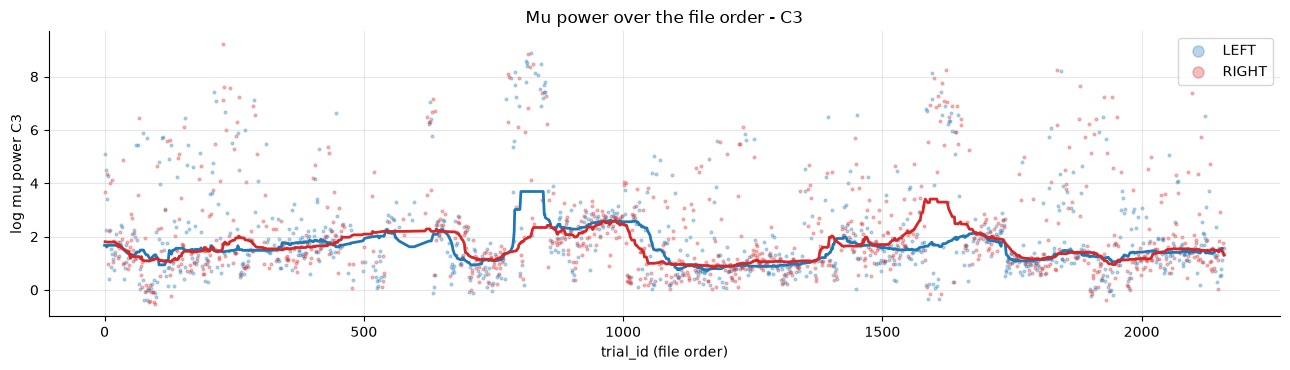 Mu power over the file order - C3
LEFT
RIGHT
log mu power C3
8
6
4
2
0
0 500 1000 1500 2000
trial_id (file order)